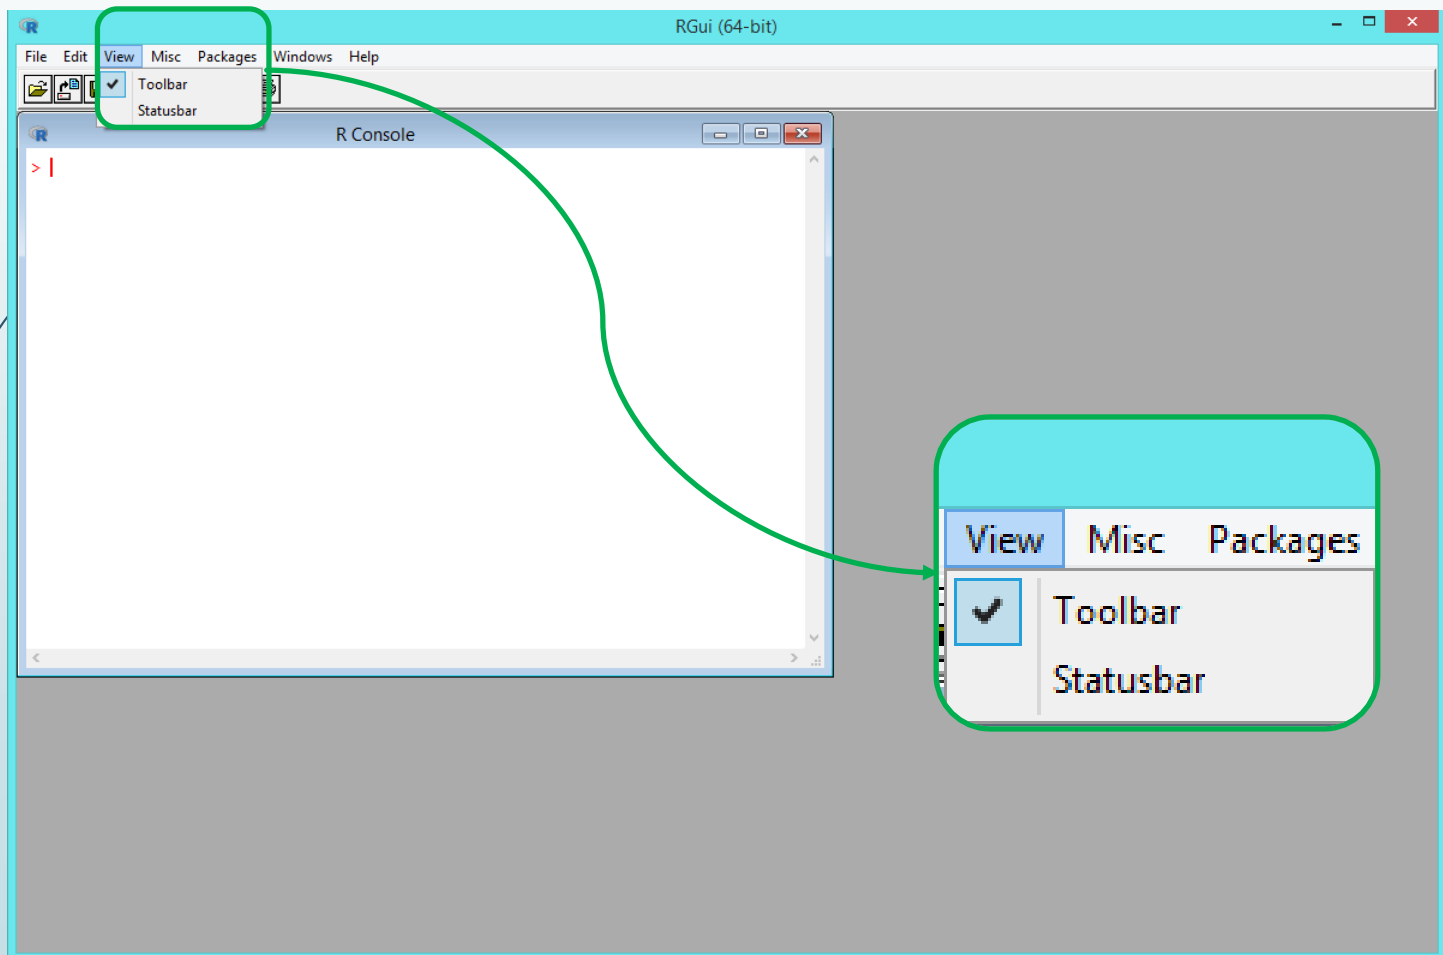 R RGui (64-bit)
File Edit View Misc Packages Windows Help
Toolbar
Statusbar
R R Console
>
View Misc Packages
Toolbar
Statusbar